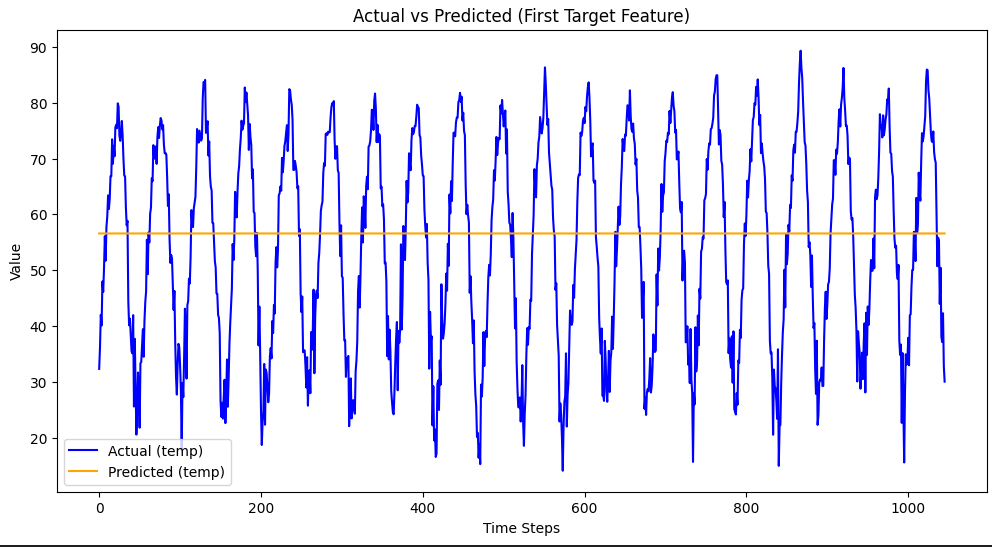 Actual vs Predicted (First Target Feature)
90
80
70
60
50
40
30
20
Value
Actual (temp)
Predicted (temp)
0 200 400 600 800 1000
Time Steps